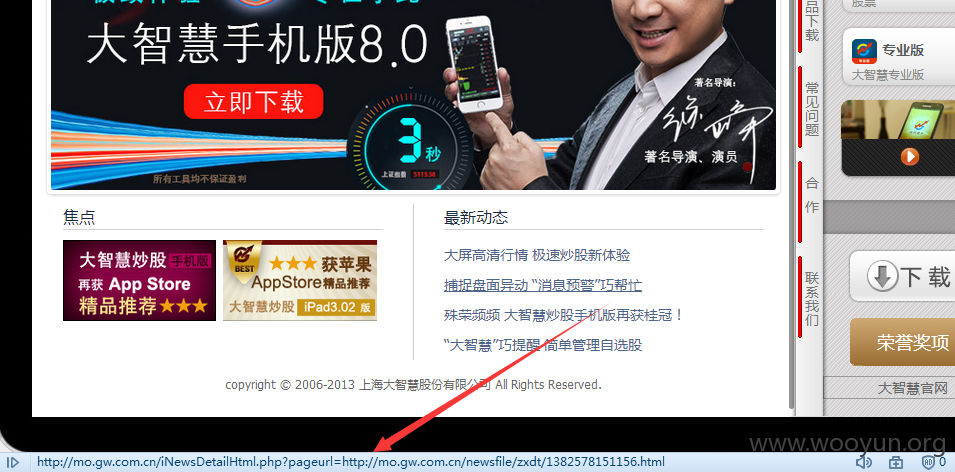 大智慧手机版8.0
立即下载
3秒
上证指数 5113.58
所有工具均不保证盈利
著名导演:
著名导演、演员
焦点
大智慧炒股 手机版
再获 App Store
精品推荐★★★
BEST
★★★获苹果
AppStore精品推荐
大智慧炒股 iPad3.02 版
最新动态
大屏高清行情 极速炒股新体验
捕捉盘面异动 “消息预警”巧帮忙
殊荣频频 大智慧炒股手机版再获桂冠！
“大智慧”巧提醒 简单管理自选股
copyright © 2006-2013 上海大智慧股份有限公司 All Rights Reserved.
品下载
常见问题
合作
联系我们
股票
专业版
大智慧专业版
下载
荣誉奖项
大智慧官网
www.wooyun.org
http://mo.gw.com.cn/iNewsDetailHtml.php?pageurl=http://mo.gw.com.cn/newsfile/zxdt/1382578151156.html
0